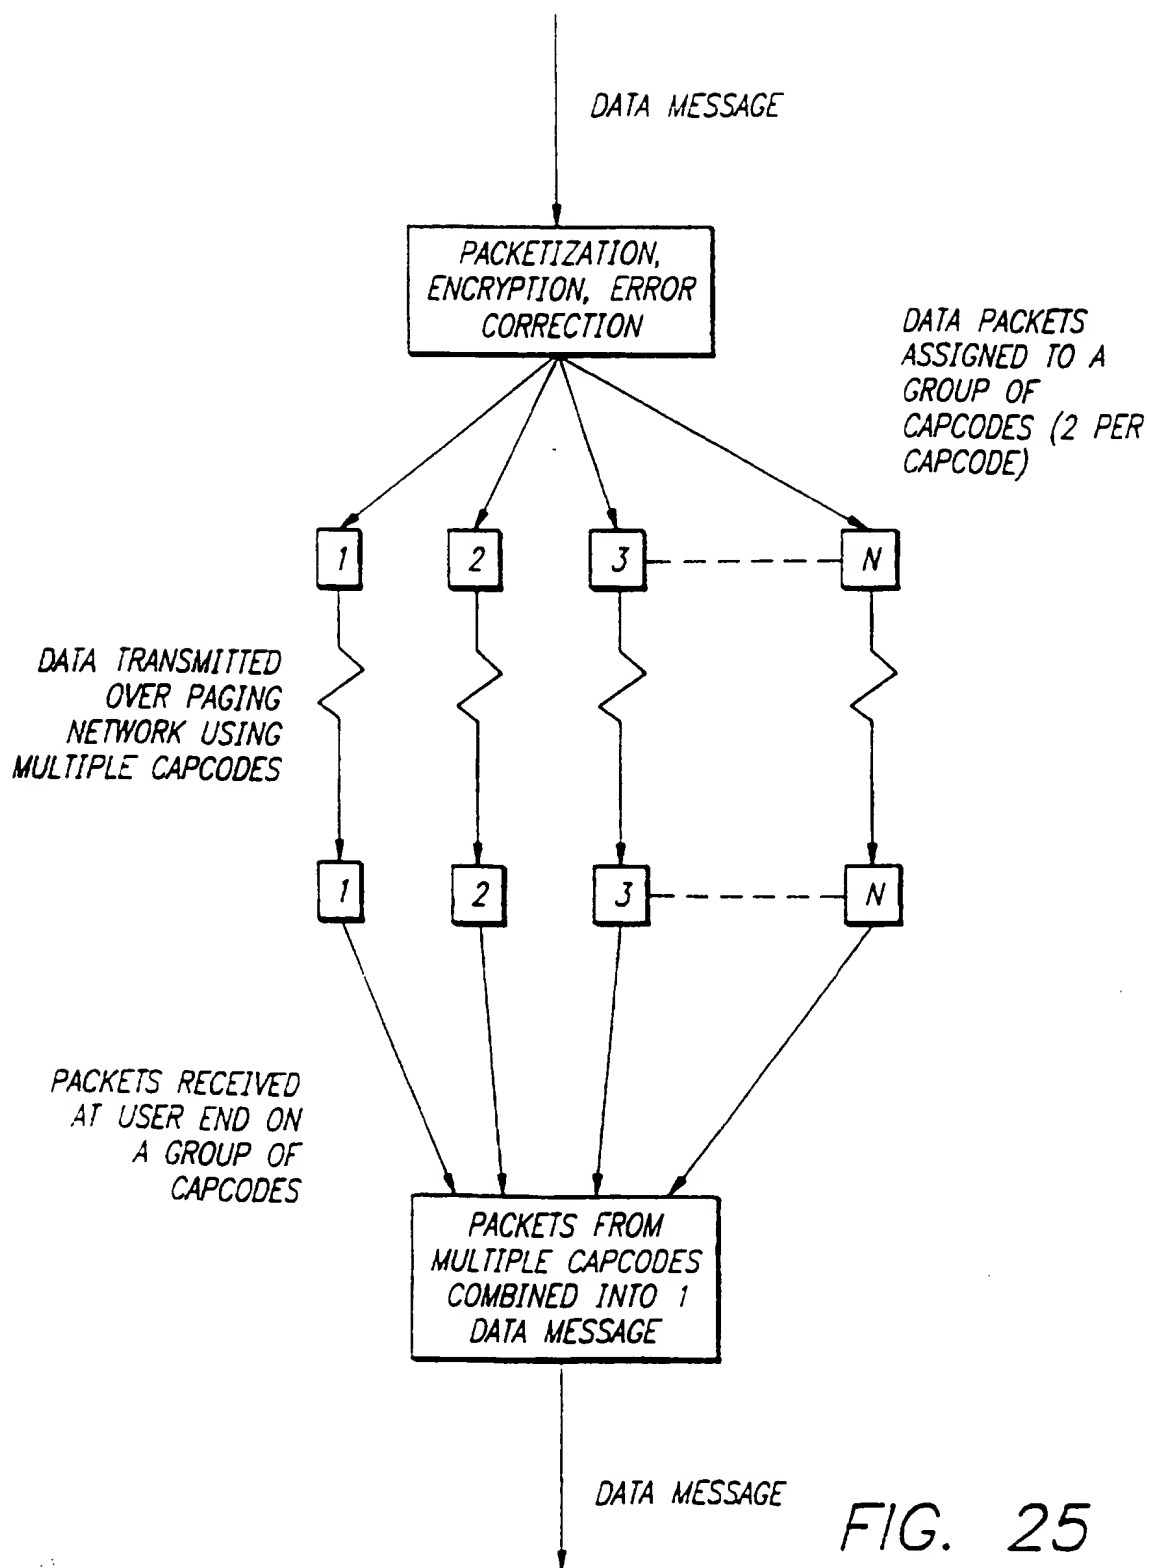 DATA MESSAGE
PACKETIZATION,
ENCRYPTION, ERROR
CORRECTION
DATA PACKETS
ASSIGNED TO A
GROUP OF
CAPCODES (2 PER
CAPCODE)
1 2 3 N
DATA TRANSMITTED
OVER PAGING
NETWORK USING
MULTIPLE CAPCODES
1 2 3 N
PACKETS RECEIVED
AT USER END ON
A GROUP OF
CAPCODES
PACKETS FROM
MULTIPLE CAPCODES
COMBINED INTO 1
DATA MESSAGE
DATA MESSAGE
FIG. 25